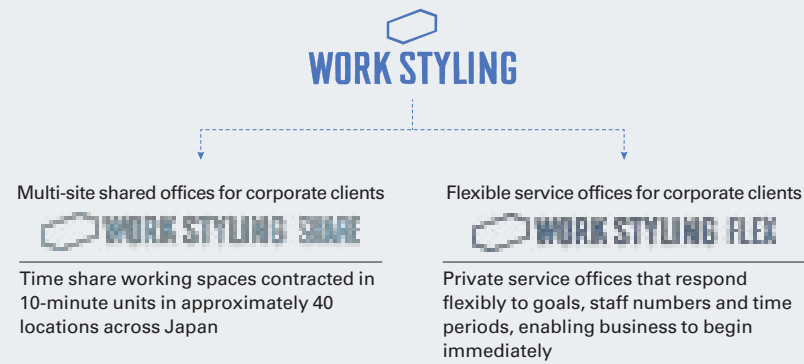 WORK STYLING
Multi-site shared offices for corporate clients
WORK STYLING SHARE
Time share working spaces contracted in
10-minute units in approximately 40
locations across Japan
Flexible service offices for corporate clients
WORK STYLING FLEX
Private service offices that respond
flexibly to goals, staff numbers and time
periods, enabling business to begin
immediately